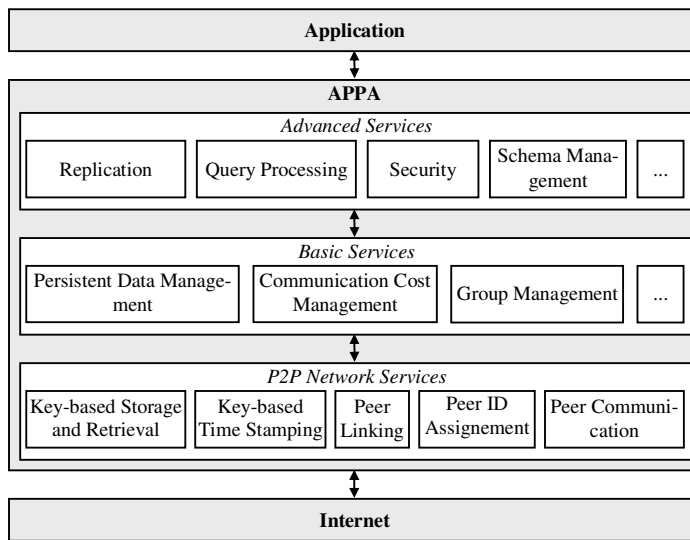 Application
APPA
Advanced Services
Replication
Query Processing
Security
Schema Mana-
gement
...
Basic Services
Persistent Data Manage-
ment
Communication Cost
Management
Group Management
...
P2P Network Services
Key-based Storage
and Retrieval
Key-based
Time Stamping
Peer
Linking
Peer ID
Assignement
Peer Communi-
cation
Internet